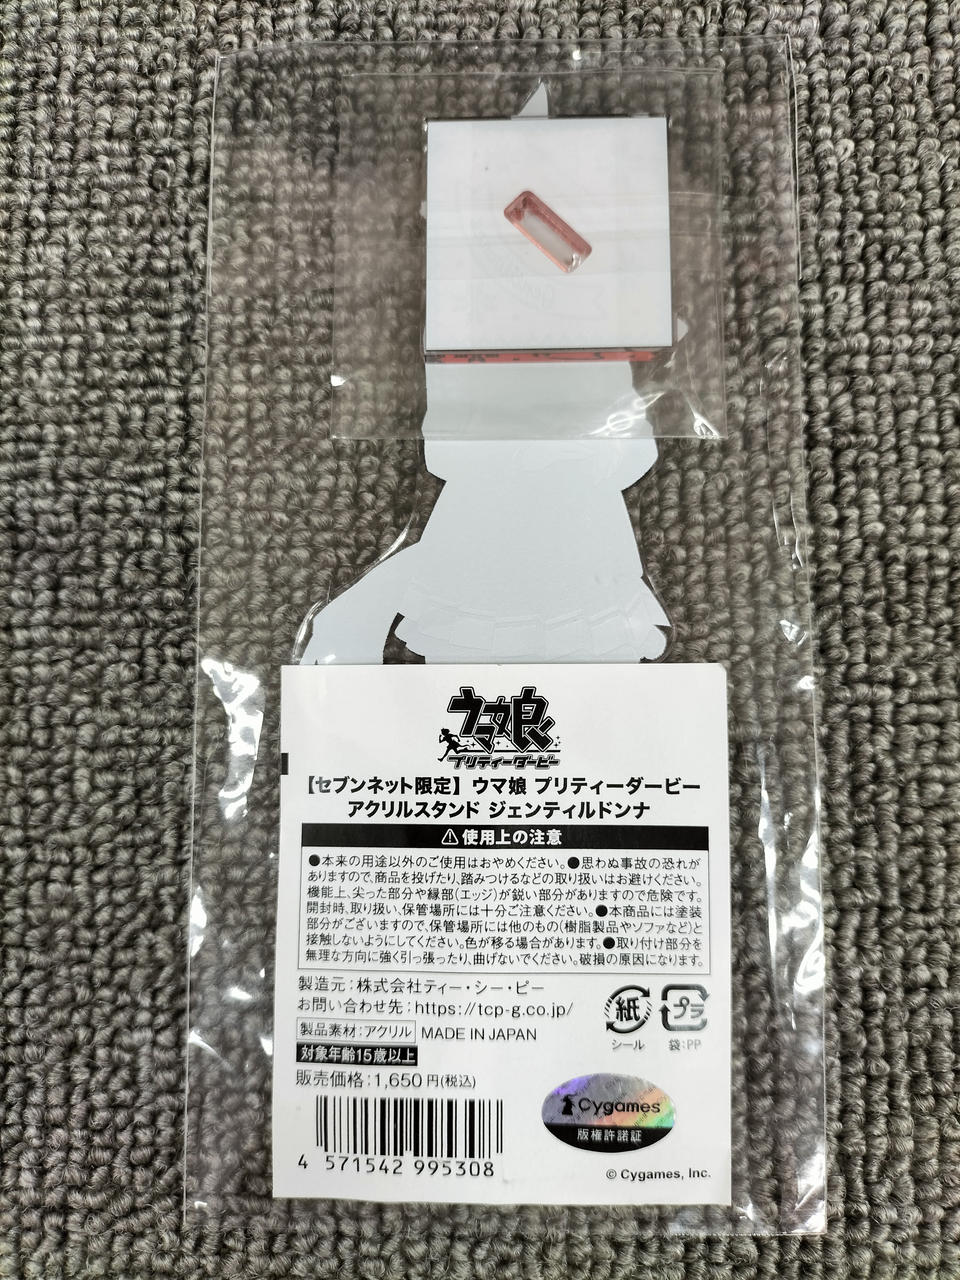 ウマ娘
プリティーダービー
【セブンネット限定】ウマ娘 プリティーダービー
アクリルスタンド ジェンティルドンナ
⚠使用上の注意
●本来の用途以外のご使用はおやめください。●思わぬ事故の恐れが
ありますので、商品を投げたり、踏みつけるなどの取り扱いはお避けください。
機能上、尖った部分や縁部(エッジ)が鋭い部分がありますので危険です。
開封時、取り扱い、保管場所には十分ご注意ください。●本商品には塗装
部分がございますので、保管場所には他のもの(樹脂製品やソファなど)と
接触しないようにしてください。色が移る場合があります。●取り付け部分を
無理な方向に強く引っ張ったり、曲げないでください。破損の原因になります。
製造元:株式会社ティー・シー・ピー
お問い合わせ先:https://tcp-g.co.jp/
製品素材:アクリル MADE IN JAPAN
対象年齢15歳以上
紙
シール
プラ
袋:PP
販売価格:1,650円(税込)
4 571542 995308
Cygames
版権許諾証
© Cygames, Inc.